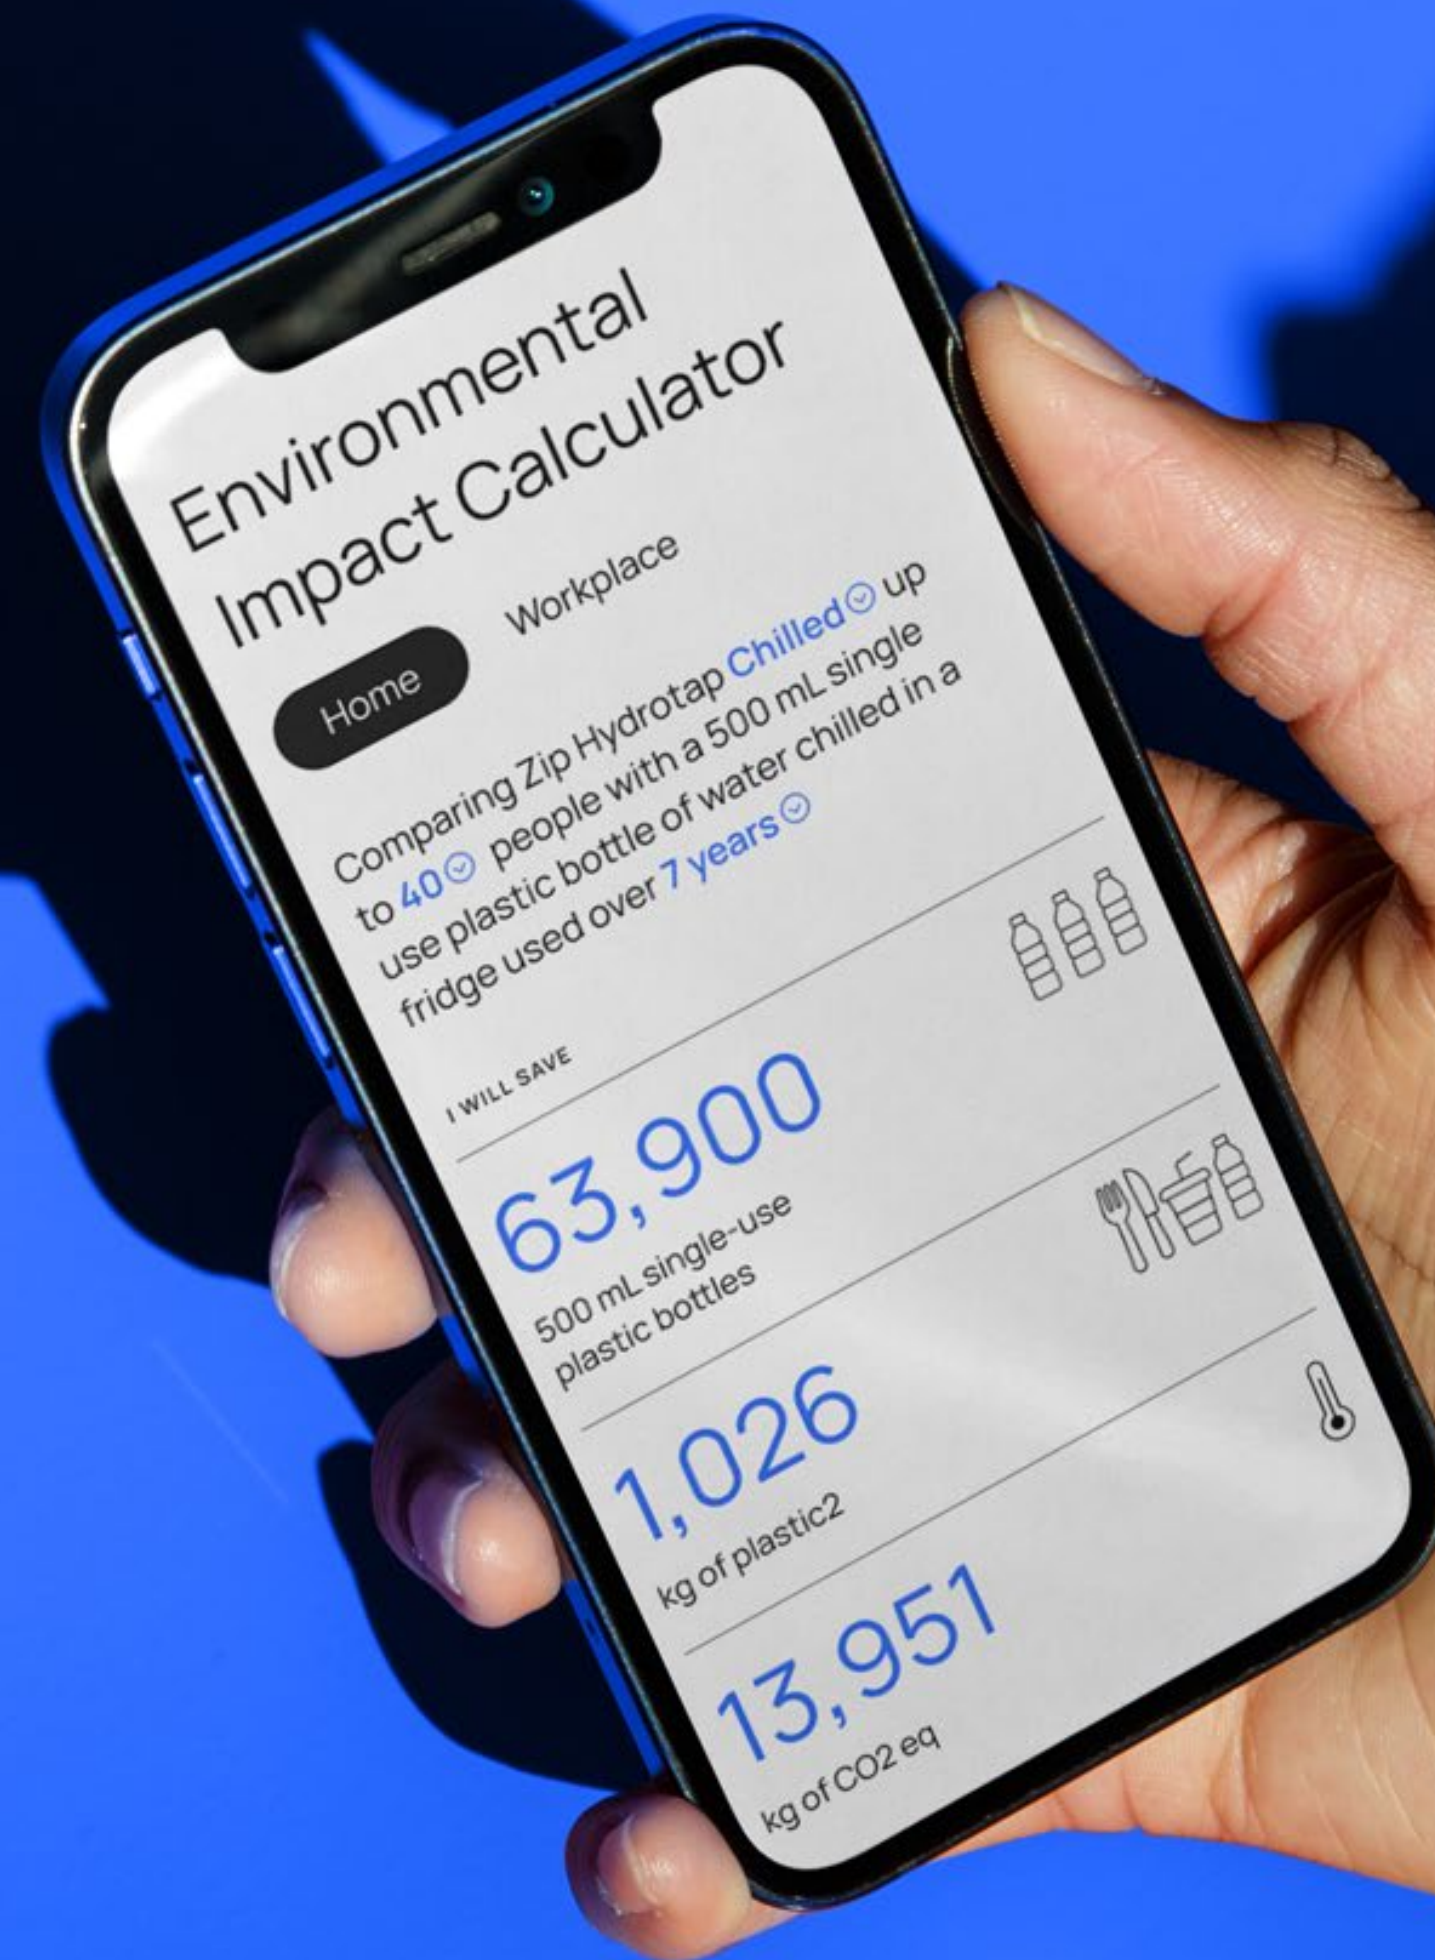 Environmental
Impact Calculator
Home
Workplace
Comparing Zip Hydrotap Chilled up
to 40 people with a 500 mL single
use plastic bottle of water chilled in a
fridge used over 7 years
I WILL SAVE
63,900
500 mL single-use
plastic bottles
1,026
kg of plastic2
13,951
kg of CO2 eq